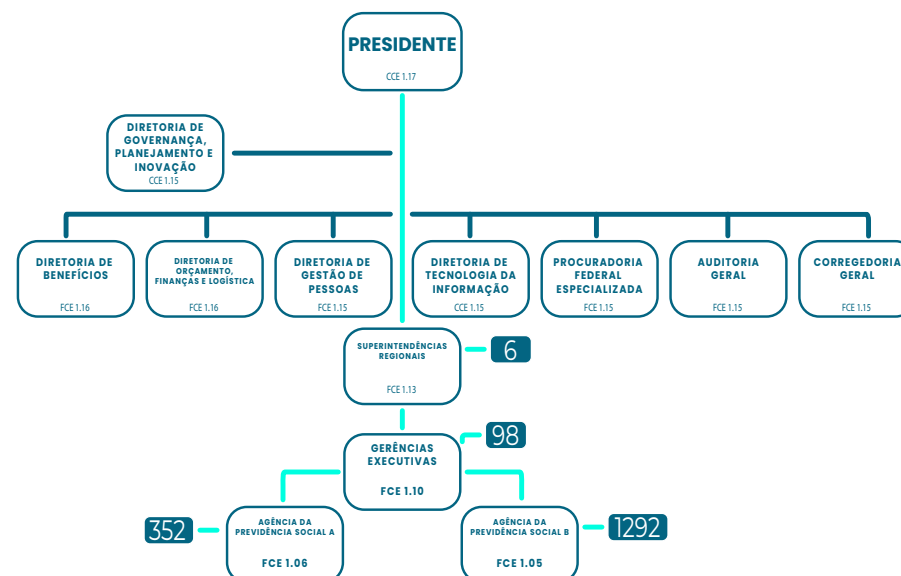 PRESIDENTE
CCE 1.17
DIRETORIA DE
GOVERNANÇA,
PLANEJAMENTO E
INOVAÇÃO
CCE 1.15
DIRETORIA DE
BENEFÍCIOS
FCE 1.16
DIRETORIA DE
ORÇAMENTO,
FINANÇAS E LOGÍSTICA
FCE 1.16
DIRETORIA DE
GESTÃO DE
PESSOAS
FCE 1.15
DIRETORIA DE
TECNOLOGIA DA
INFORMAÇÃO
CCE 1.15
PROCURADORIA
FEDERAL
ESPECIALIZADA
FCE 1.15
AUDITORIA
GERAL
FCE 1.15
CORREGEDORIA
GERAL
FCE 1.15
SUPERINTENDÊNCIAS
REGIONAIS
FCE 1.13
6
GERÊNCIAS
EXECUTIVAS
FCE 1.10
98
352
AGÊNCIA DA
PREVIDÊNCIA SOCIAL A
FCE 1.06
AGÊNCIA DA
PREVIDÊNCIA SOCIAL B
FCE 1.05
1292